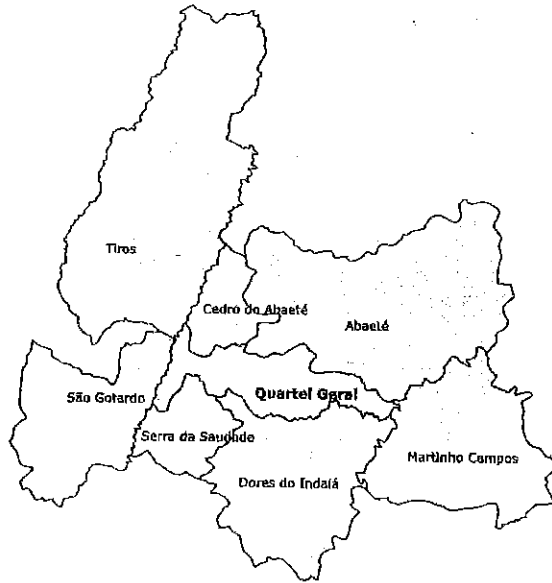 Tiros
Cedro do Abaeté
Abaeté
São Gotardo
Quartel Geral
Serra da Saudade
Martinho Campos
Dores do Indaiá